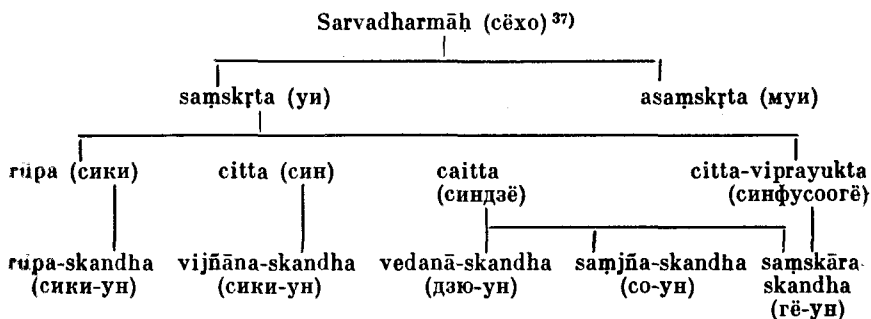 Sarvadharmāḥ (сёхо) 37)
saṃskṛta (уи) asaṃskṛta (муи)
rūpa (сики) citta (син) caitta citta-viprayukta
(синдзё) (синфусоогё)
rūpa-skandha vijñāna-skandha vedanā-skandha saṃjña-skandha saṃskāra
(сики-ун) (сики-ун) (дзю-ун) (со-ун) skandha
(гё-ун)